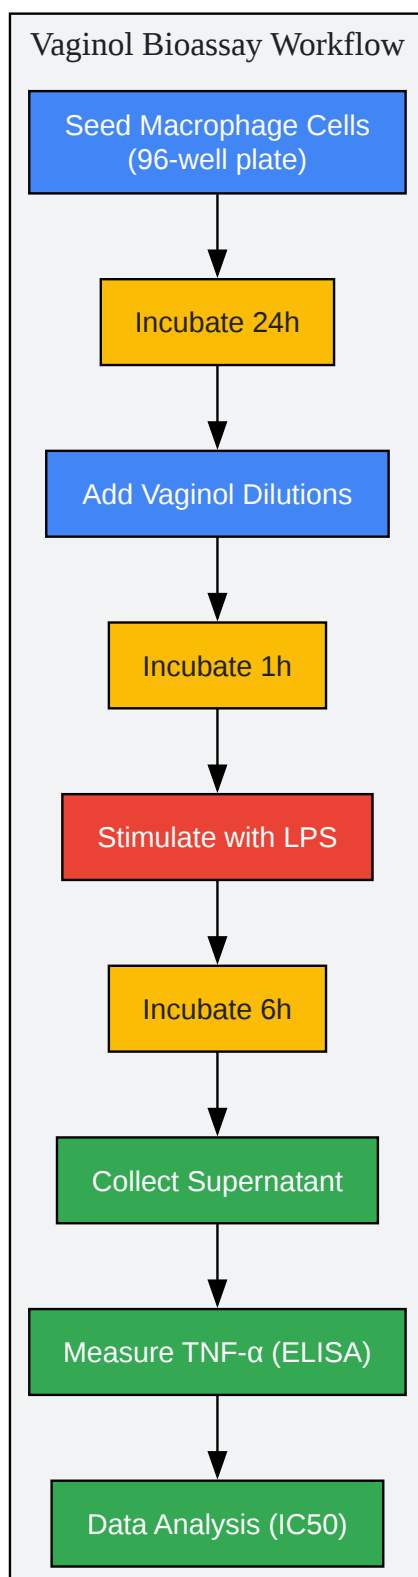 Vaginol Bioassay Workflow
Seed Macrophage Cells
(96-well plate)
Incubate 24h
Add Vaginol Dilutions
Incubate 1h
Stimulate with LPS
Incubate 6h
Collect Supernatant
Measure TNF-α (ELISA)
Data Analysis (IC50)